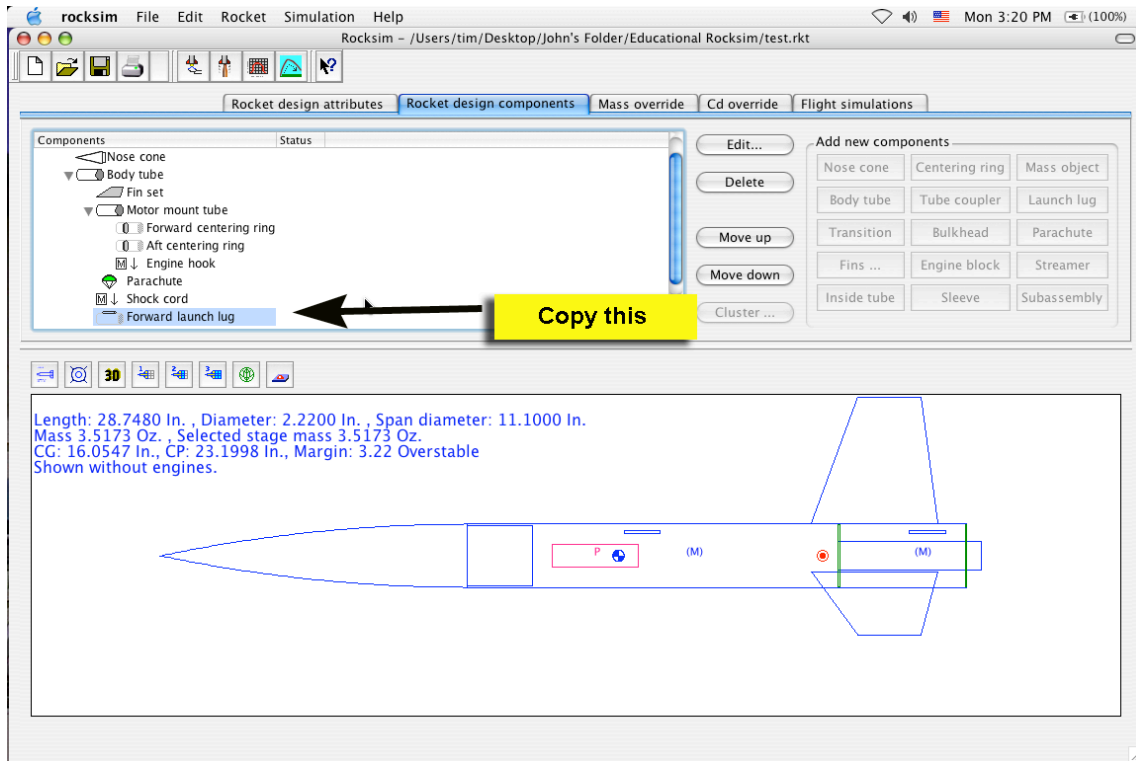 rocksim File Edit Rocket Simulation Help Mon 3:20 PM (100%)
Rocksim – /Users/tim/Desktop/John's Folder/Educational Rocksim/test.rkt
3D
Rocket design attributes Rocket design components Mass override Cd override Flight simulations
Components Status
Nose cone
Body tube
Fin set
Motor mount tube
Forward centering ring
Aft centering ring
M Engine hook
Parachute
M Shock cord
Forward launch lug
Copy this
Edit...
Delete
Move up
Move down
Cluster ...
Add new components
Nose cone Centering ring Mass object
Body tube Tube coupler Launch lug
Transition Bulkhead Parachute
Fins ... Engine block Streamer
Inside tube Sleeve Subassembly
1 2 3
Length: 28.7480 In. , Diameter: 2.2200 In. , Span diameter: 11.1000 In.
Mass 3.5173 Oz. , Selected stage mass 3.5173 Oz.
CG: 16.0547 In., CP: 23.1998 In., Margin: 3.22 Overstable
Shown without engines.
P (M) (M)